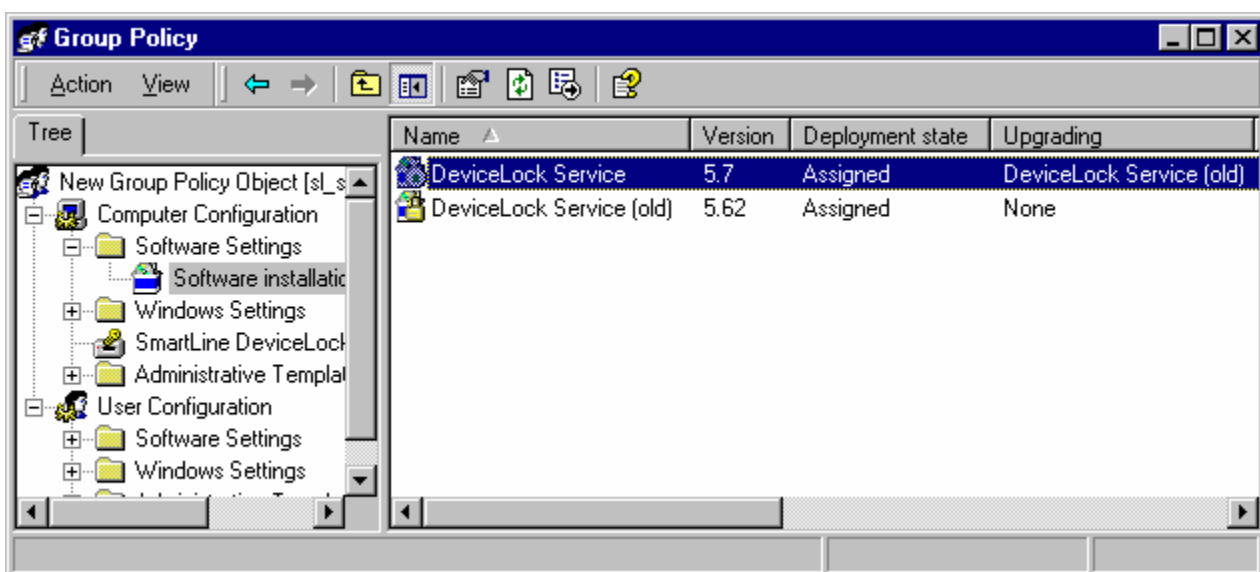 Group Policy
Action View
Tree
Name Version Deployment state Upgrading
New Group Policy Object [sl_s
DeviceLock Service 5.7 Assigned DeviceLock Service (old)
Computer Configuration
DeviceLock Service (old) 5.62 Assigned None
Software Settings
Software installatio
Windows Settings
SmartLine DeviceLock
Administrative Templat
User Configuration
Software Settings
Windows Settings